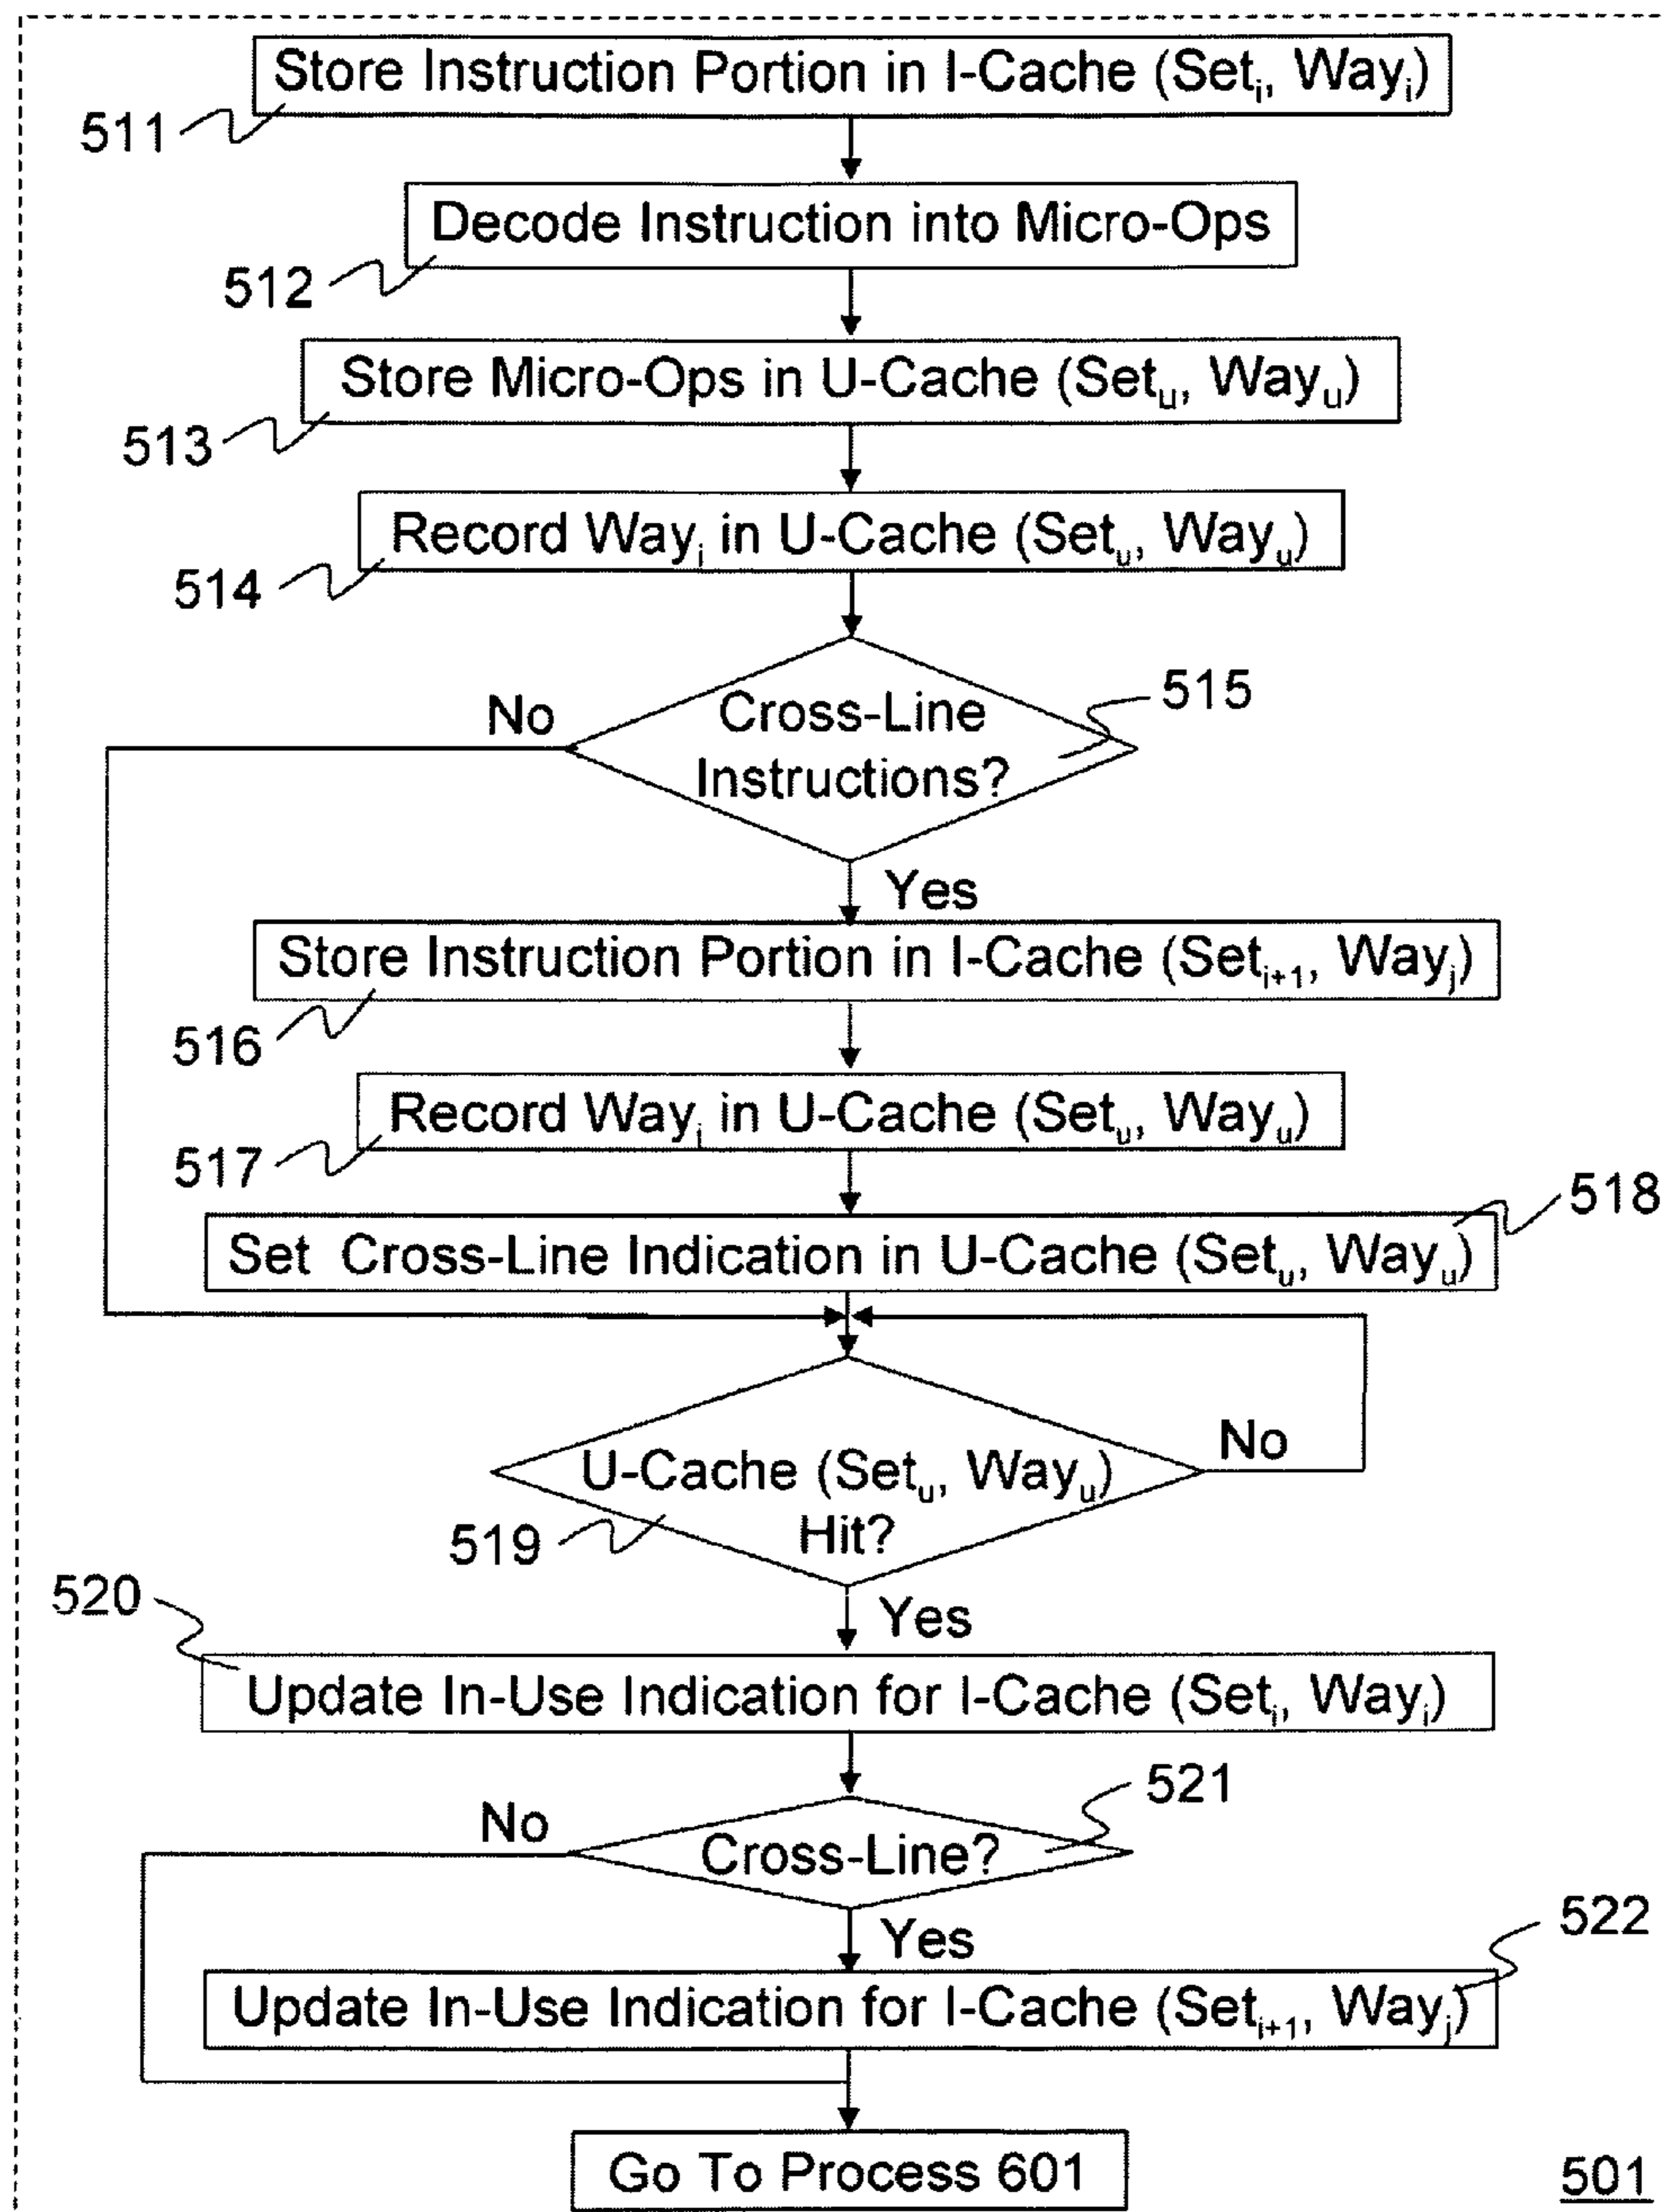 Store Instruction Portion in I-Cache (Setᵢ, Wayᵢ)
511
Decode Instruction into Micro-Ops
512
Store Micro-Ops in U-Cache (Setᵤ, Wayᵤ)
513
Record Wayᵢ in U-Cache (Setᵤ, Wayᵤ)
514
Cross-Line
Instructions?
515
No
Yes
Store Instruction Portion in I-Cache (Setᵢ₊₁, Wayⱼ)
516
Record Wayⱼ in U-Cache (Setᵤ, Wayᵤ)
517
518
Set Cross-Line Indication in U-Cache (Setᵤ, Wayᵤ)
U-Cache (Setᵤ, Wayᵤ)
Hit?
No
519
520
Yes
Update In-Use Indication for I-Cache (Setᵢ, Wayᵢ)
521
No
Cross-Line?
Yes
522
Update In-Use Indication for I-Cache (Setᵢ₊₁, Wayⱼ)
Go To Process 601
501